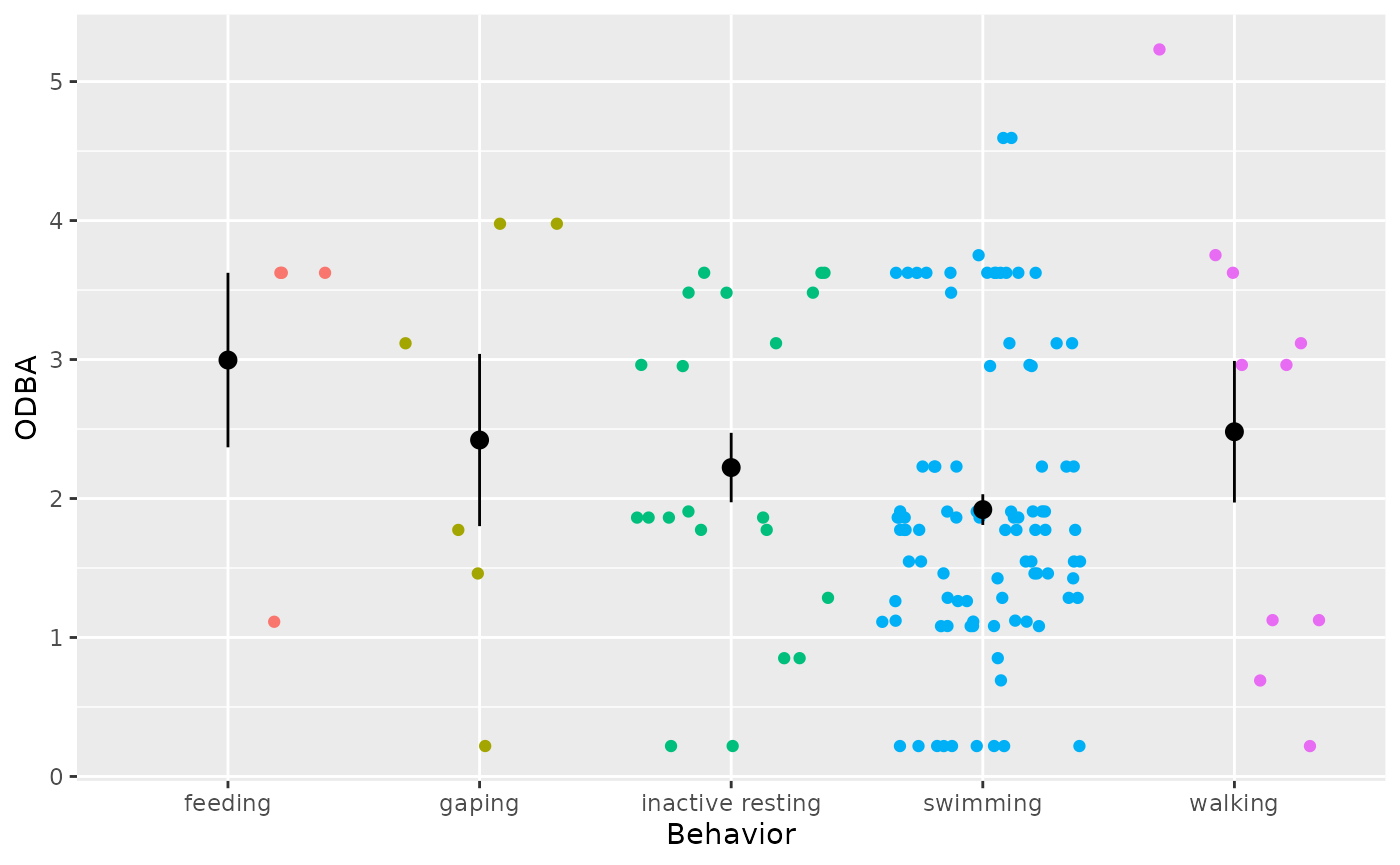 ODBA
5
4
3
2
1
0
feeding
gaping
inactive resting
swimming
walking
Behavior